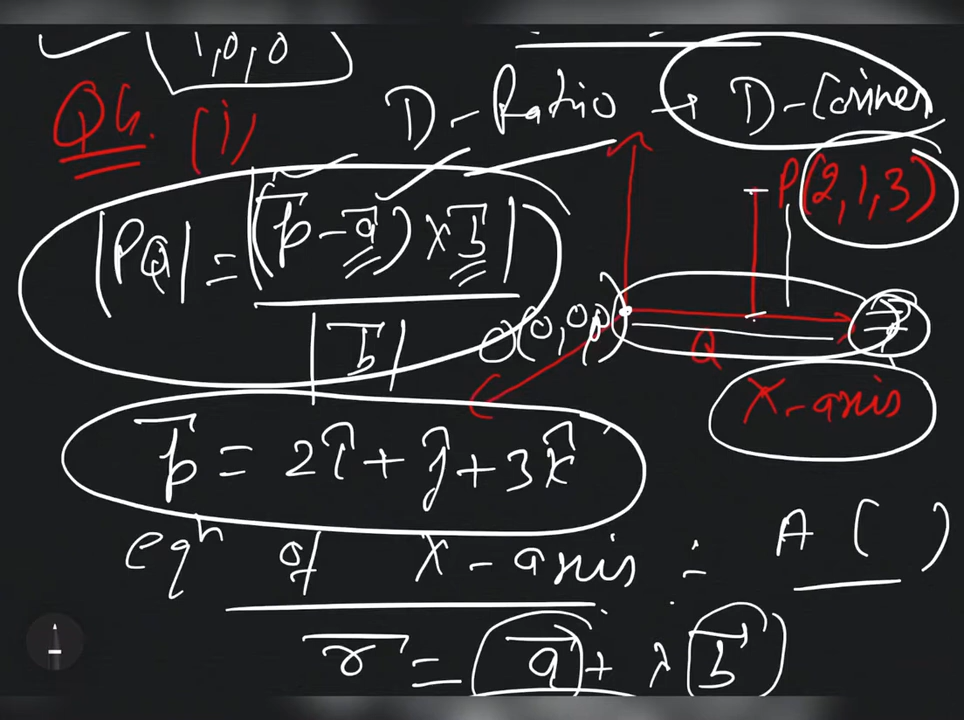 1,0,0
D-Ratio → D-Cosines
Q4. (i)
P(2,1,3)
|PQ| = |(p⃗ - a⃗) × b⃗| / |b⃗|
O(0,0,0)
Q
X-axis
p⃗ = 2î + ĵ + 3k̂
eqⁿ of X-axis : A ( )
r⃗ = a⃗ + λ b⃗